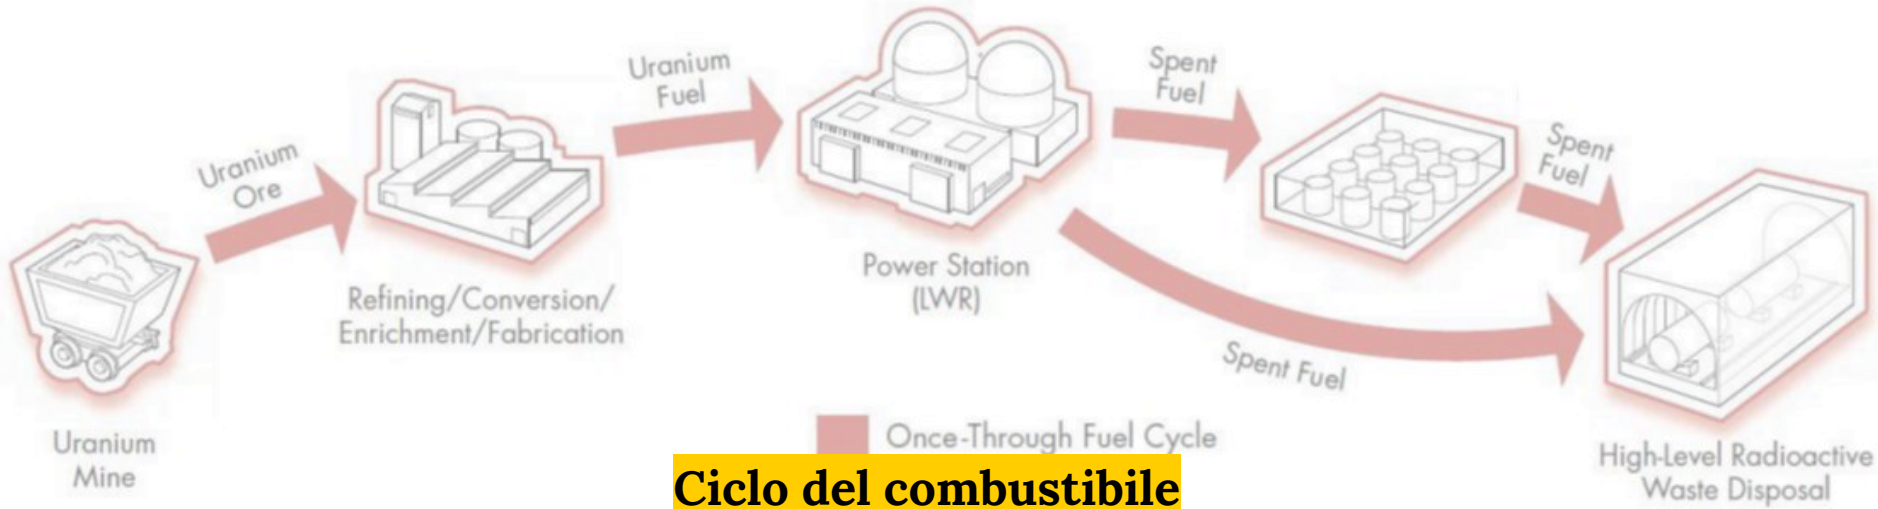 Uranium
Ore
Uranium
Fuel
Spent
Fuel
Spent
Fuel
Spent Fuel
Uranium
Mine
Refining/Conversion/
Enrichment/Fabrication
Power Station
(LWR)
High-Level Radioactive
Waste Disposal
Once-Through Fuel Cycle
Ciclo del combustibile